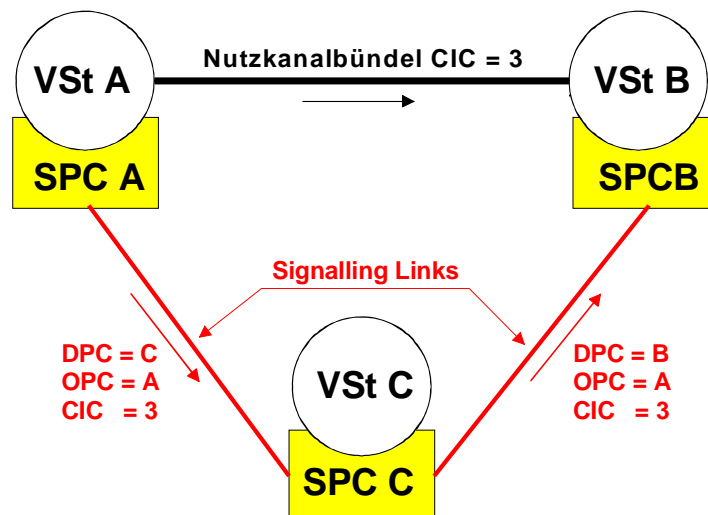 Nutzkanalbündel CIC = 3
VSt A
VSt B
SPC A
SPCB
Signalling Links
DPC = C
OPC = A
CIC = 3
DPC = B
OPC = A
CIC = 3
VSt C
SPC C